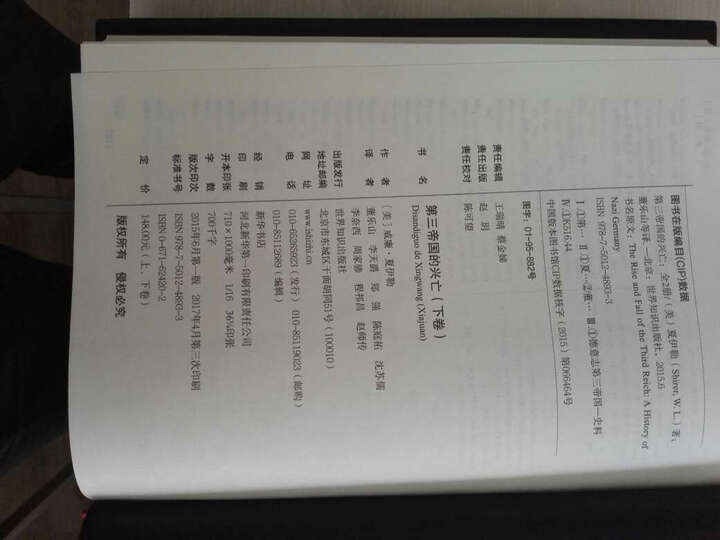 图书在版编目(CIP)数据
第三帝国的兴亡：全2册/（美）夏伊勒（Shirer, W. L.）著；
董乐山等译.—北京：世界知识出版社，2015.6
书名原文：The Rise and Fall of the Third Reich: A History of
Nazi Germany
ISBN 978-7-5012-4803-3
Ⅰ.①第… Ⅱ.①夏…②董… Ⅲ.①德意志第三帝国—史料
Ⅳ.①K516.44
中国版本图书馆CIP数据核字（2015）第066464号
图字：01-95-882号
责任编辑 王瑞晴 蔡金娣
责任出版 赵 玥
责任校对 陈可望
书 名 第三帝国的兴亡（下卷）
Disandiguo de Xingwang (Xiajuan)
作 者 [美] 威廉·夏伊勒
译 者 董乐山 李天爵 郑 强 陈廷祐 沈苏儒
李奈西 周家骖 程祁昌 赵师传
出版发行 世界知识出版社
地址邮编 北京市东城区干面胡同51号（100010）
网 址 www.ishizhi.cn
电 话 010-65265923（发行） 010-85119023（邮购）
010-85112689（编辑）
经 销 新华书店
印 刷 河北新华第一印刷有限责任公司
开本印张 710×1000毫米 1/16 36¼印张
字 数 700千字
版次印次 2015年6月第一版 2017年4月第三次印刷
标准书号 ISBN 978-7-5012-4803-3
ISBN 0-671-62420-2
定 价 148.00元（上、下卷）
版权所有 侵权必究